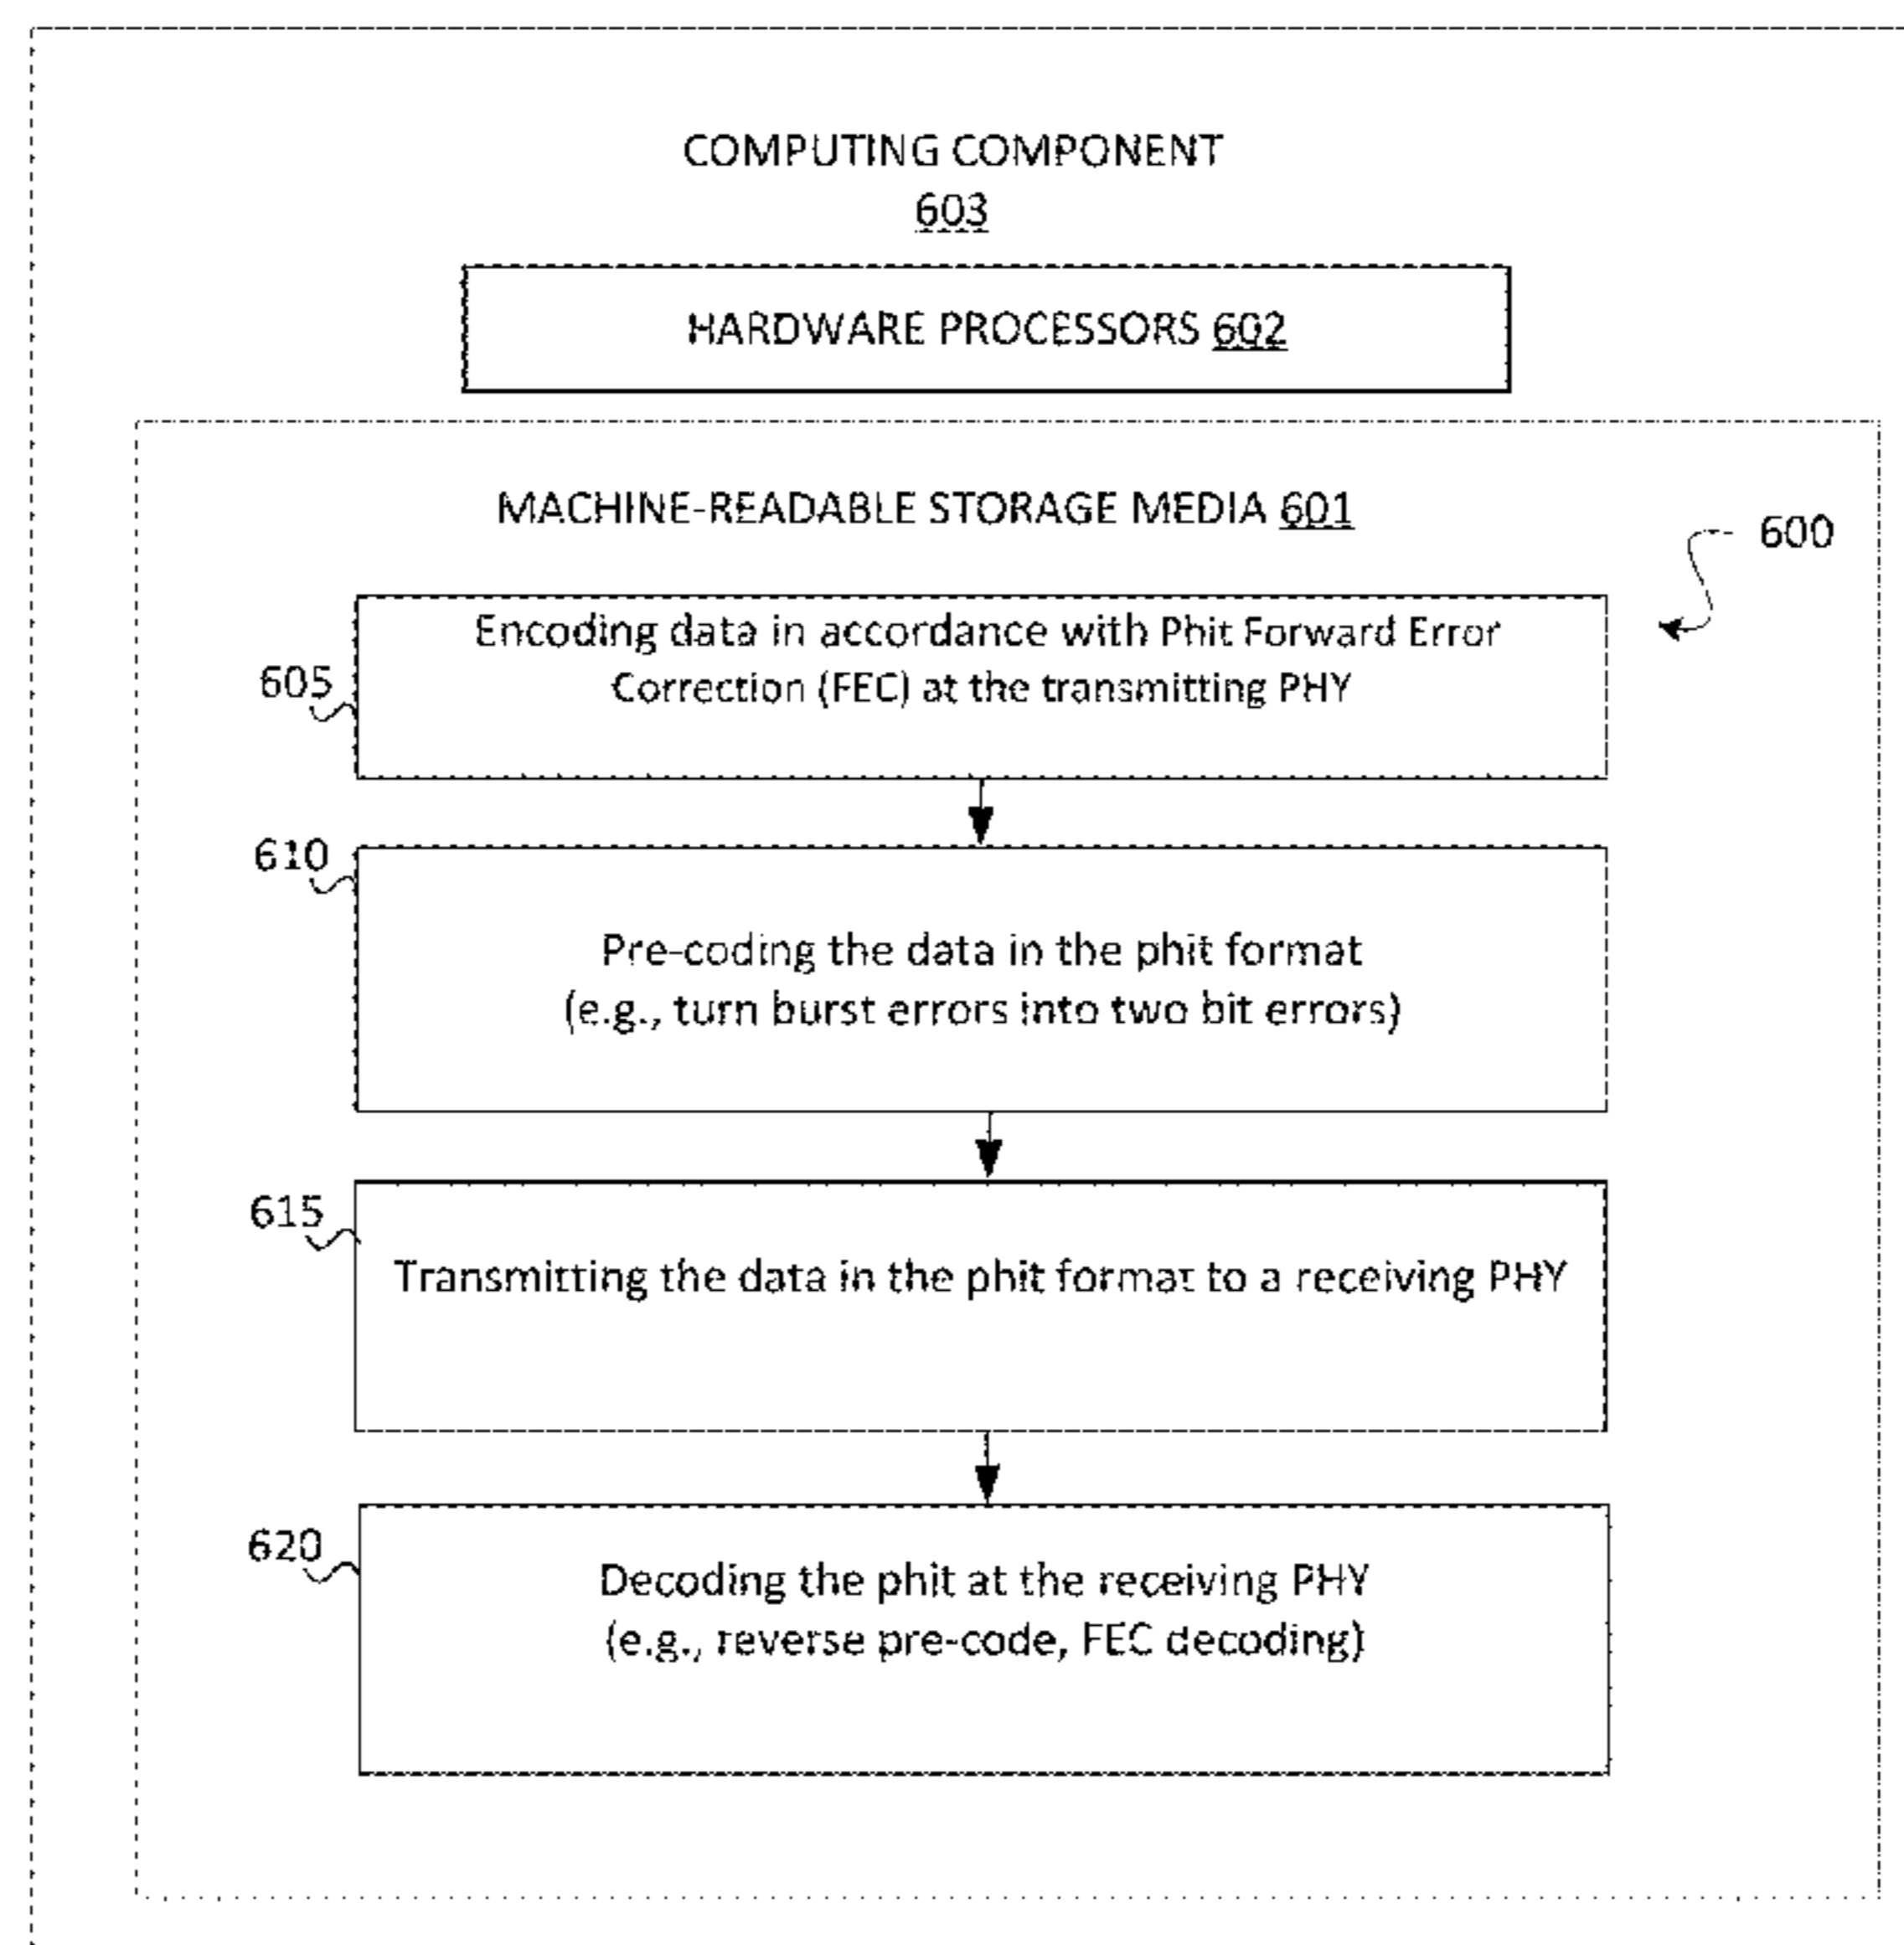 COMPUTING COMPONENT
603
HARDWARE PROCESSORS 602
MACHINE-READABLE STORAGE MEDIA 601
600
Encoding data in accordance with Phit Forward Error
Correction (FEC) at the transmitting PHY
605
610
Pre-coding the data in the phit format
(e.g., turn burst errors into two bit errors)
615
Transmitting the data in the phit format to a receiving PHY
620
Decoding the phit at the receiving PHY
(e.g., reverse pre-code, FEC decoding)